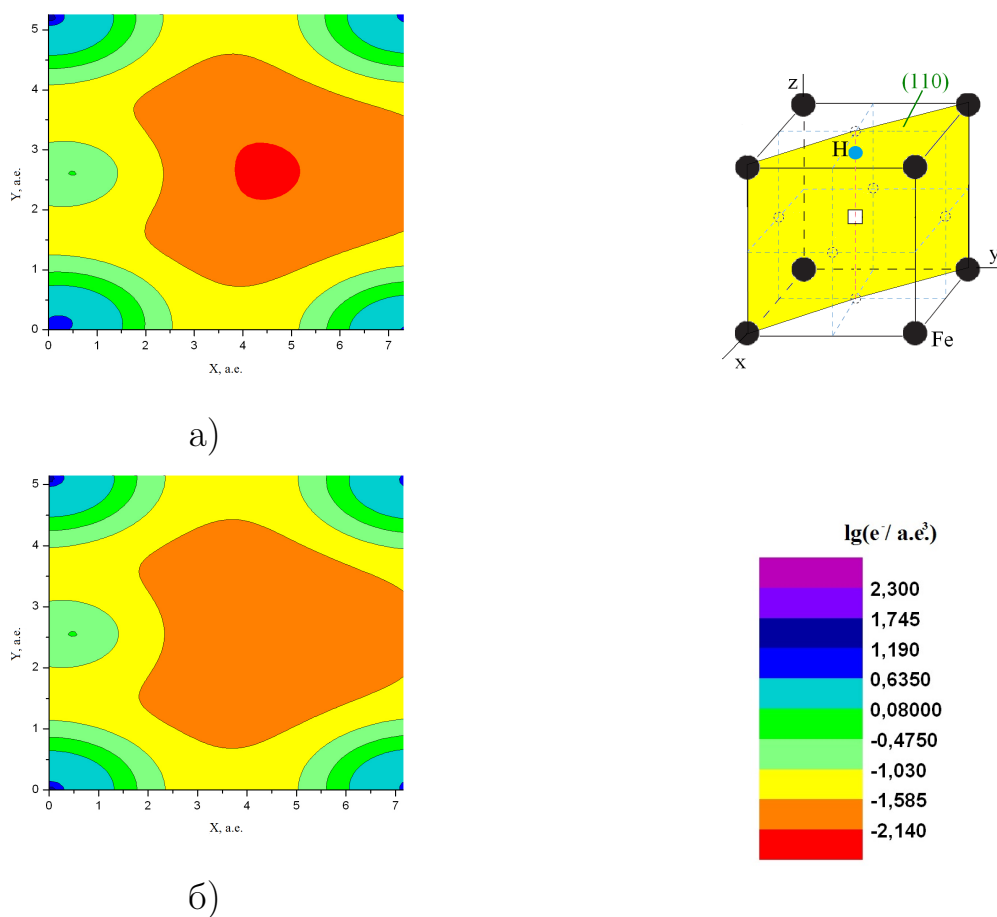 5
4
3
2
1
0
Y, a.e.
0 1 2 3 4 5 6 7
X, a.e.
а)
z
(110)
H
y
Fe
x
5
4
3
2
1
0
Y, a.e.
0 1 2 3 4 5 6 7
X, a.e.
б)
lg(e⁻/ a.e.³)
2,300
1,745
1,190
0,6350
0,08000
-0,4750
-1,030
-1,585
-2,140